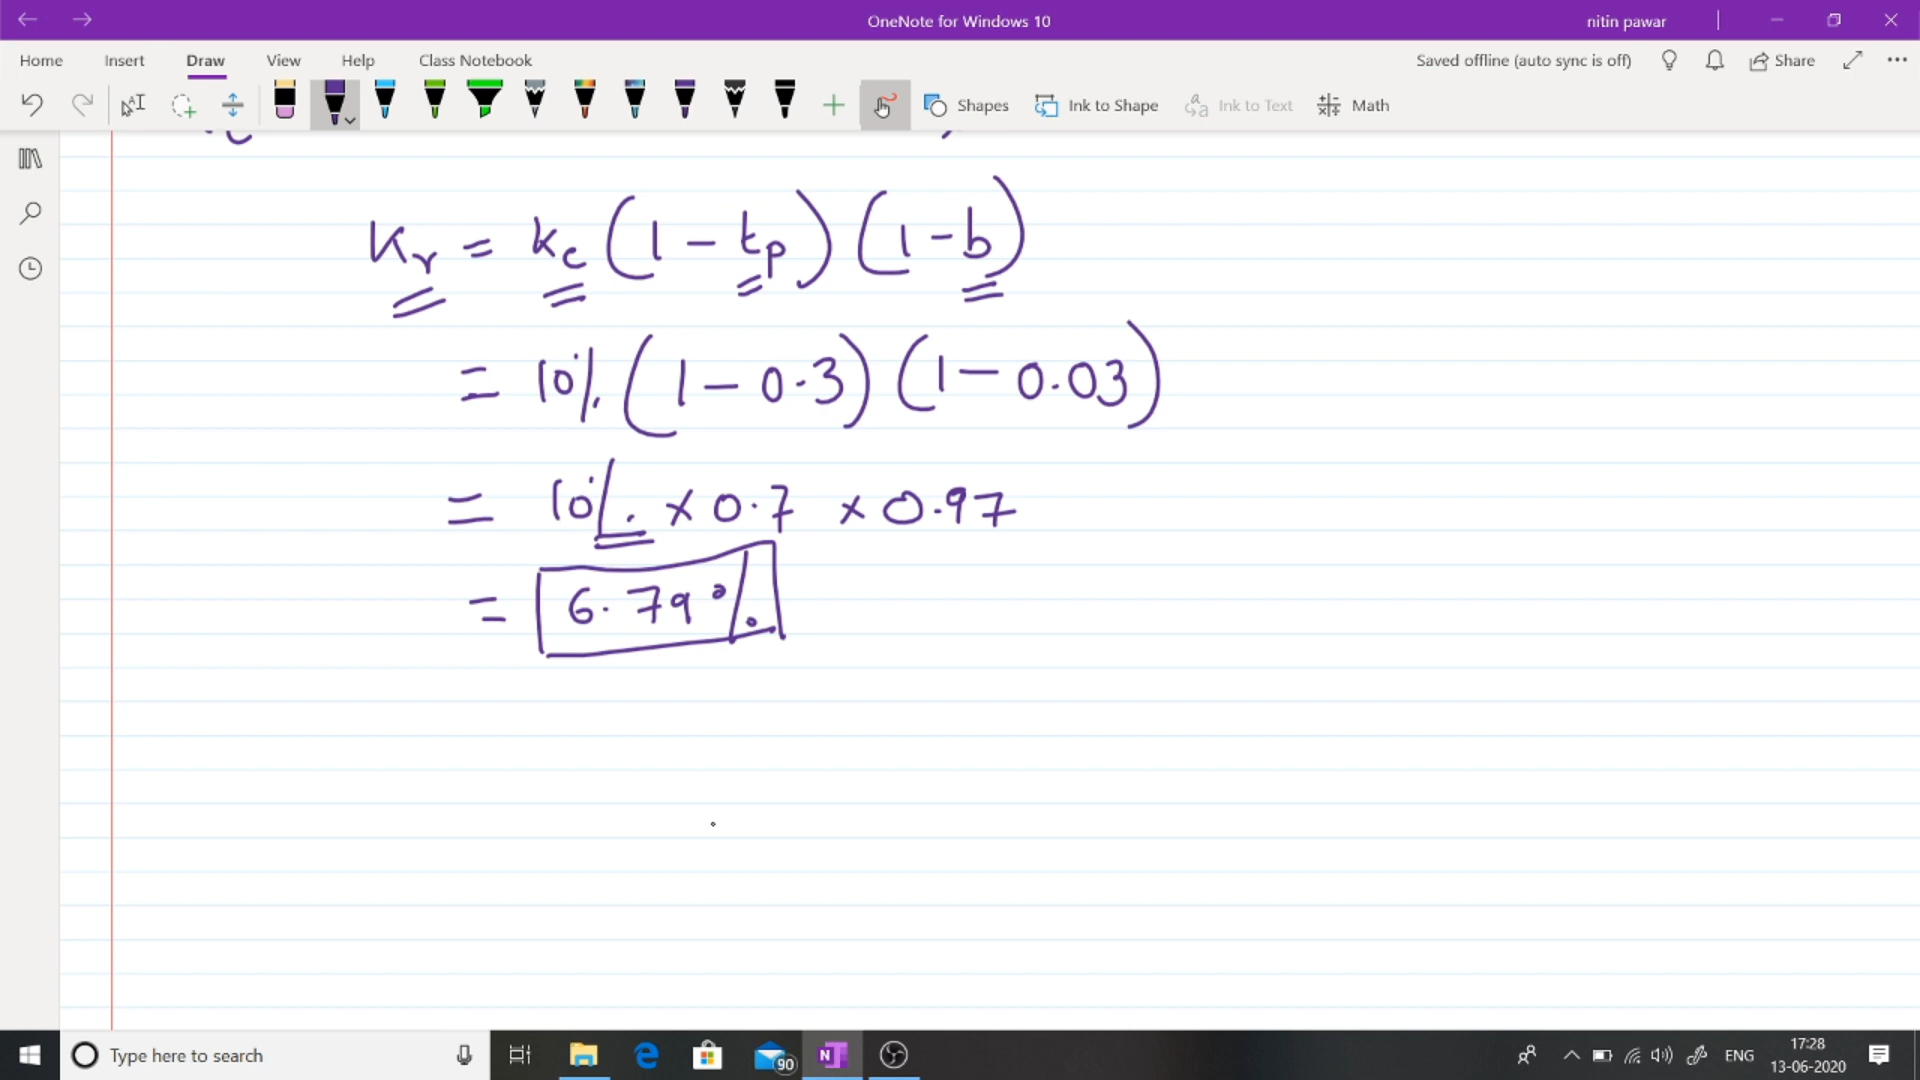 OneNote for Windows 10
nitin pawar
Home Insert Draw View Help Class Notebook
Saved offline (auto sync is off) Share
Shapes Ink to Shape Ink to Text Math
Kr = kc (1 - tp) (1 - b)
= 10% (1 - 0.3) (1 - 0.03)
= 10% × 0.7 × 0.97
= 6.79%
Type here to search
90
ENG
17:28
13-06-2020